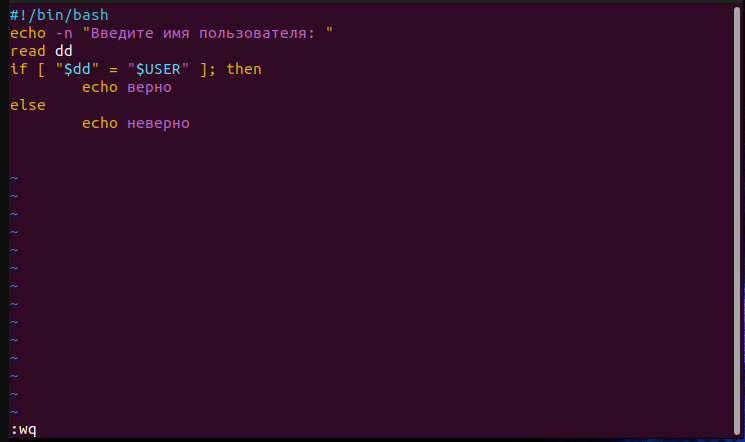 #!/bin/bash
echo -n "Введите имя пользователя: "
read dd
if [ "$dd" = "$USER" ]; then
        echo верно
else
        echo неверно
~
~
~
~
~
~
~
~
~
~
~
~
~
~
:wq